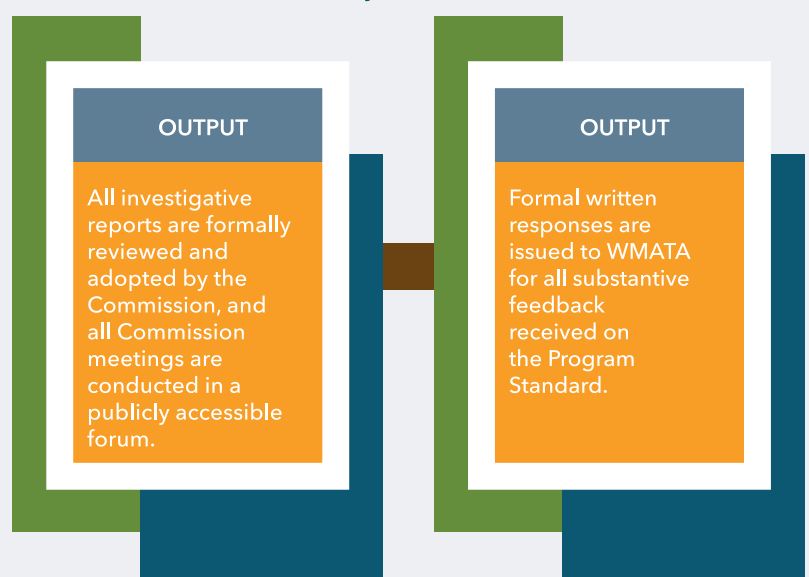 OUTPUT
All investigative
reports are formally
reviewed and
adopted by the
Commission, and
all Commission
meetings are
conducted in a
publicly accessible
forum.
OUTPUT
Formal written
responses are
issued to WMATA
for all substantive
feedback
received on
the Program
Standard.